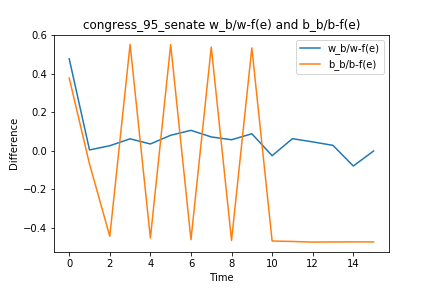 congress_95_senate w_b/w-f(e) and b_b/b-f(e)
w_b/w-f(e)
b_b/b-f(e)
Difference
0.6
0.4
0.2
0.0
−0.2
−0.4
0 2 4 6 8 10 12 14
Time